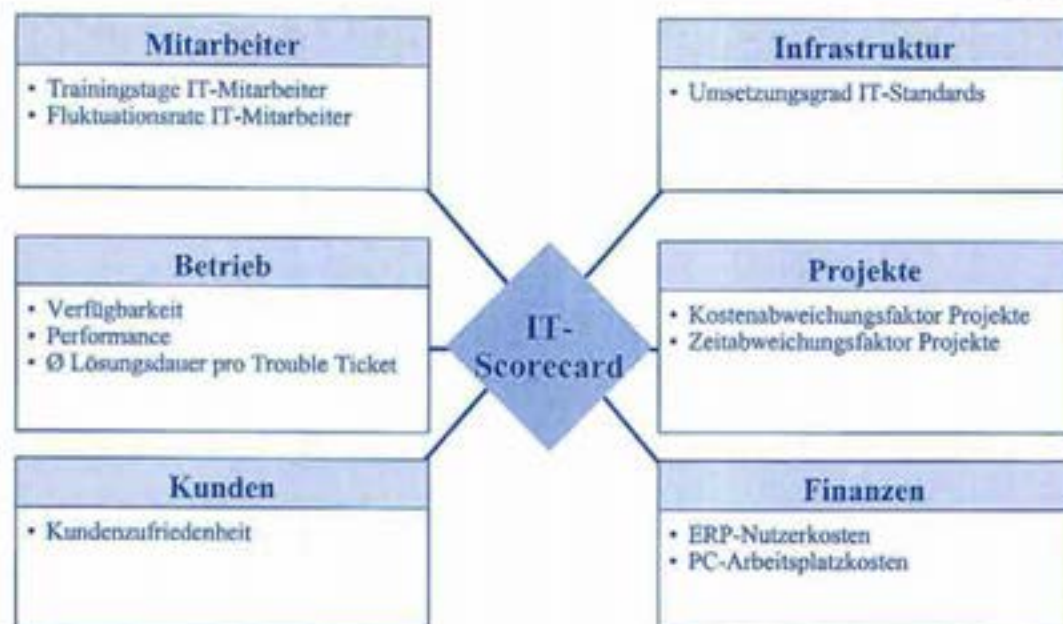 Mitarbeiter
• Trainingstage IT-Mitarbeiter
• Fluktuationsrate IT-Mitarbeiter
Infrastruktur
• Umsetzungsgrad IT-Standards
Betrieb
• Verfügbarkeit
• Performance
• Ø Lösungsdauer pro Trouble Ticket
IT-
Scorecard
Projekte
• Kostenabweichungsfaktor Projekte
• Zeitabweichungsfaktor Projekte
Kunden
• Kundenzufriedenheit
Finanzen
• ERP-Nutzerkosten
• PC-Arbeitsplatzkosten